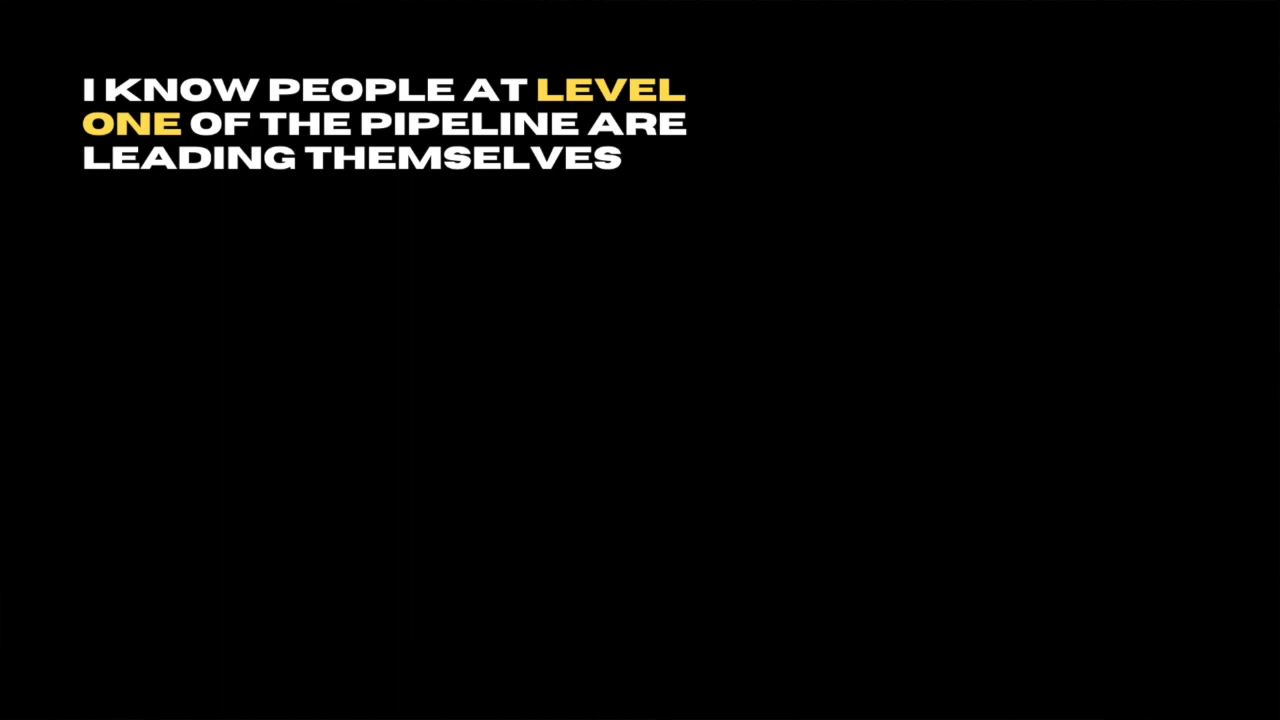 I KNOW PEOPLE AT LEVEL
ONE OF THE PIPELINE ARE
LEADING THEMSELVES